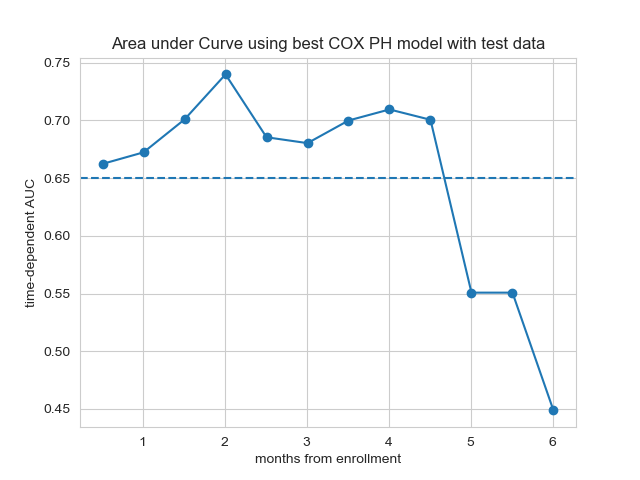 Area under Curve using best COX PH model with test data
0.75
0.70
0.65
0.60
0.55
0.50
0.45
time-dependent AUC
1 2 3 4 5 6
months from enrollment